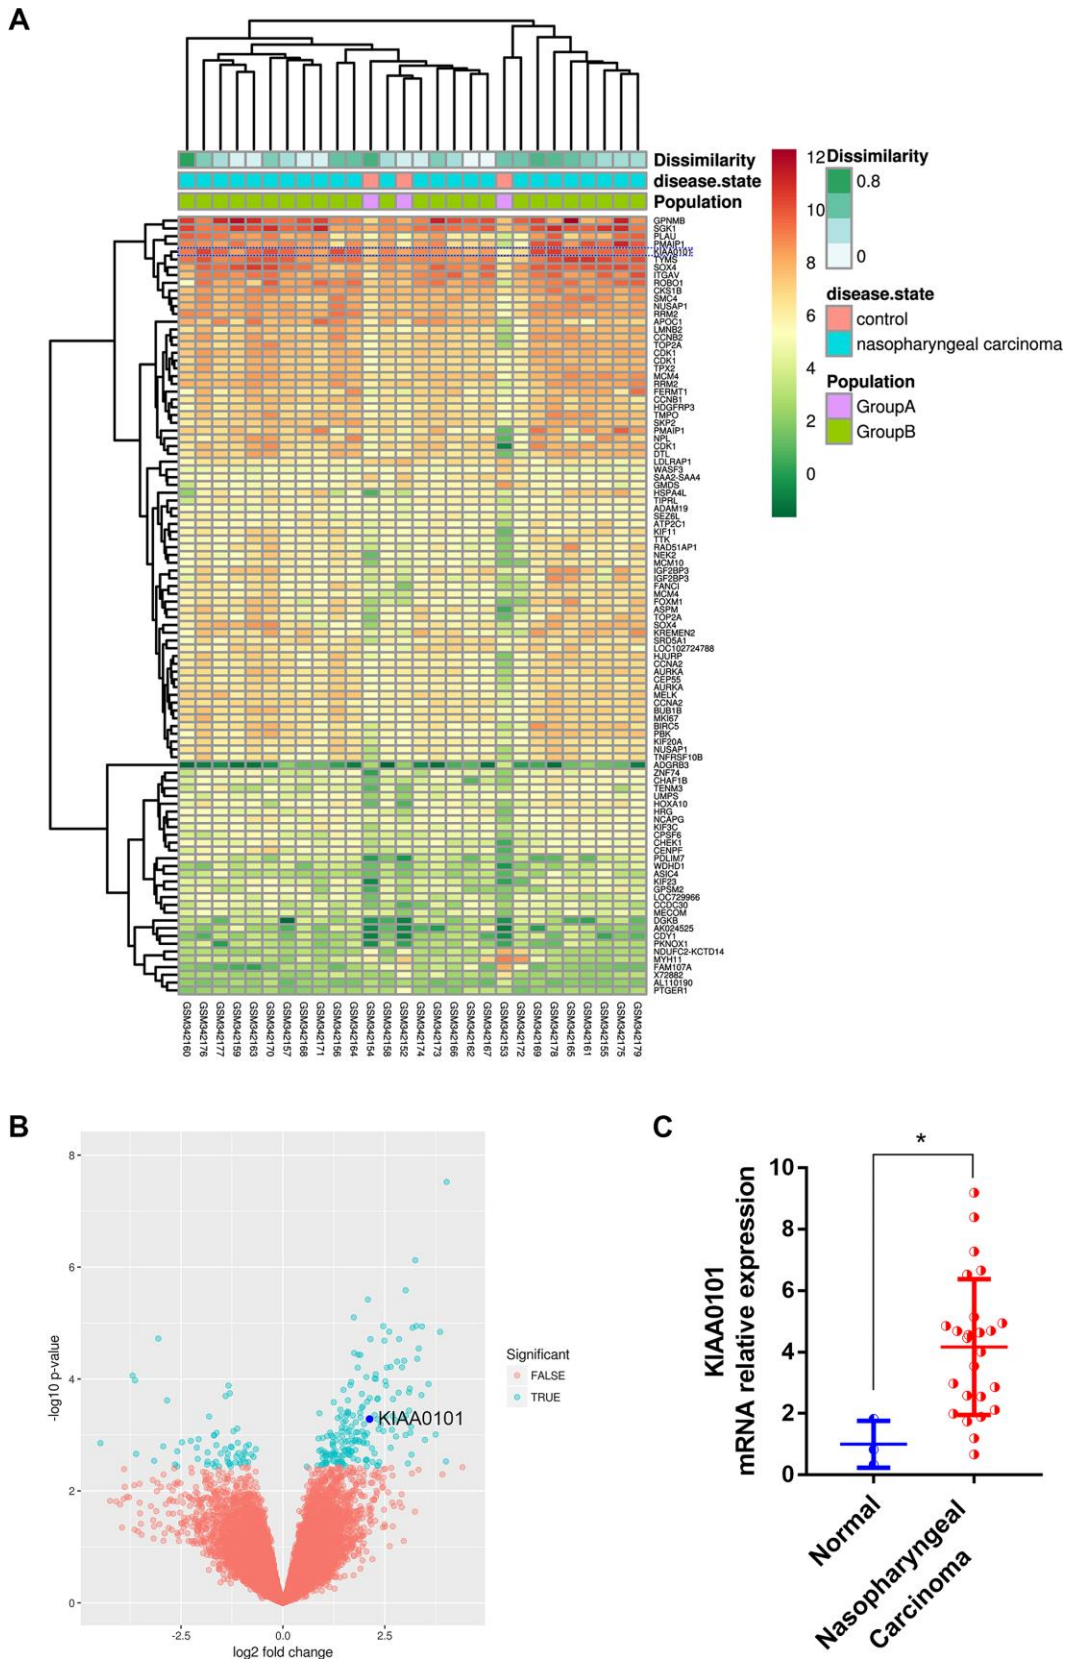 A
Dissimilarity
disease.state
Population
GPNMB
SGK1
PLAU
PMAIP1
KIAA0101
TYMS
SOX4
ITGAV
ROBO1
CKS1B
SMC4
NUSAP1
RRM2
APOC1
LMNB2
CCNB2
TOP2A
CDK1
CDK1
TPX2
MCM4
RRM2
FERMT1
CCNB1
HDGFRP3
TMPO
SKP2
PMAIP1
NPL
CDK1
DTL
LDLRAP1
WASF3
SAA2-SAA4
GMDS
HSPA4L
TIPRL
ADAM19
SEZ6L
ATP2C1
KIF11
TTK
RAD51AP1
NEK2
MCM10
IGF2BP3
IGF2BP3
FANCI
MCM4
FOXM1
ASPM
TOP2A
SOX4
KREMEN2
SRD5A1
LOC102724788
HJURP
CCNA2
AURKA
CEP55
AURKA
MELK
CCNA2
BUB1B
MKI67
BIRC5
PBK
KIF20A
NUSAP1
TNFRSF10B
ADGRB3
ZNF74
CHAF1B
TENM3
UMPS
HOXA10
HRG
NCAPG
KIF3C
CPSF6
CHEK1
CENPF
PDLIM7
WDHD1
ASIC4
KIF23
GPSM2
LOC729966
CCDC30
MECOM
DGKB
AK024525
CDY1
PKNOX1
NDUFC2-KCTD14
MYH11
FAM107A
X72882
AL110190
PTGER1
12
10
8
6
4
2
0
Dissimilarity
0.8
0
disease.state
control
nasopharyngeal carcinoma
Population
GroupA
GroupB
GSM342160
GSM342176
GSM342177
GSM342159
GSM342163
GSM342170
GSM342157
GSM342168
GSM342171
GSM342156
GSM342164
GSM342154
GSM342158
GSM342152
GSM342174
GSM342173
GSM342166
GSM342162
GSM342167
GSM342153
GSM342172
GSM342169
GSM342178
GSM342165
GSM342161
GSM342155
GSM342175
GSM342179
B
8
6
4
2
0
-log10 p-value
-2.5
0.0
2.5
log2 fold change
KIAA0101
Significant
FALSE
TRUE
C
*
KIAA0101
mRNA relative expression
10
8
6
4
2
0
Normal
Nasopharyngeal
Carcinoma